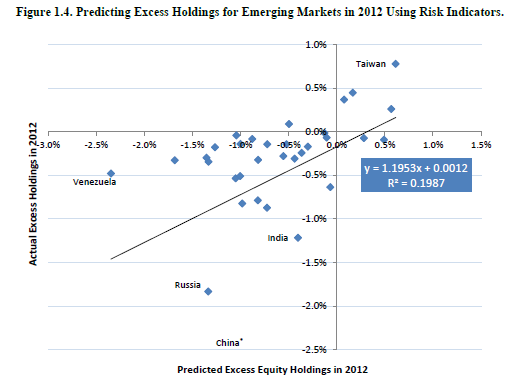 Figure 1.4. Predicting Excess Holdings for Emerging Markets in 2012 Using Risk Indicators.
1.0%
Taiwan
0.5%
0.0%
-3.0% -2.5% -2.0% -1.5% -1.0% -0.5% 0.0% 0.5% 1.0% 1.5%
Actual Excess Holdings in 2012
y = 1.1953x + 0.0012
R² = 0.1987
Venezuela
-0.5%
-1.0%
India
-1.5%
Russia
-2.0%
China*
-2.5%
Predicted Excess Equity Holdings in 2012